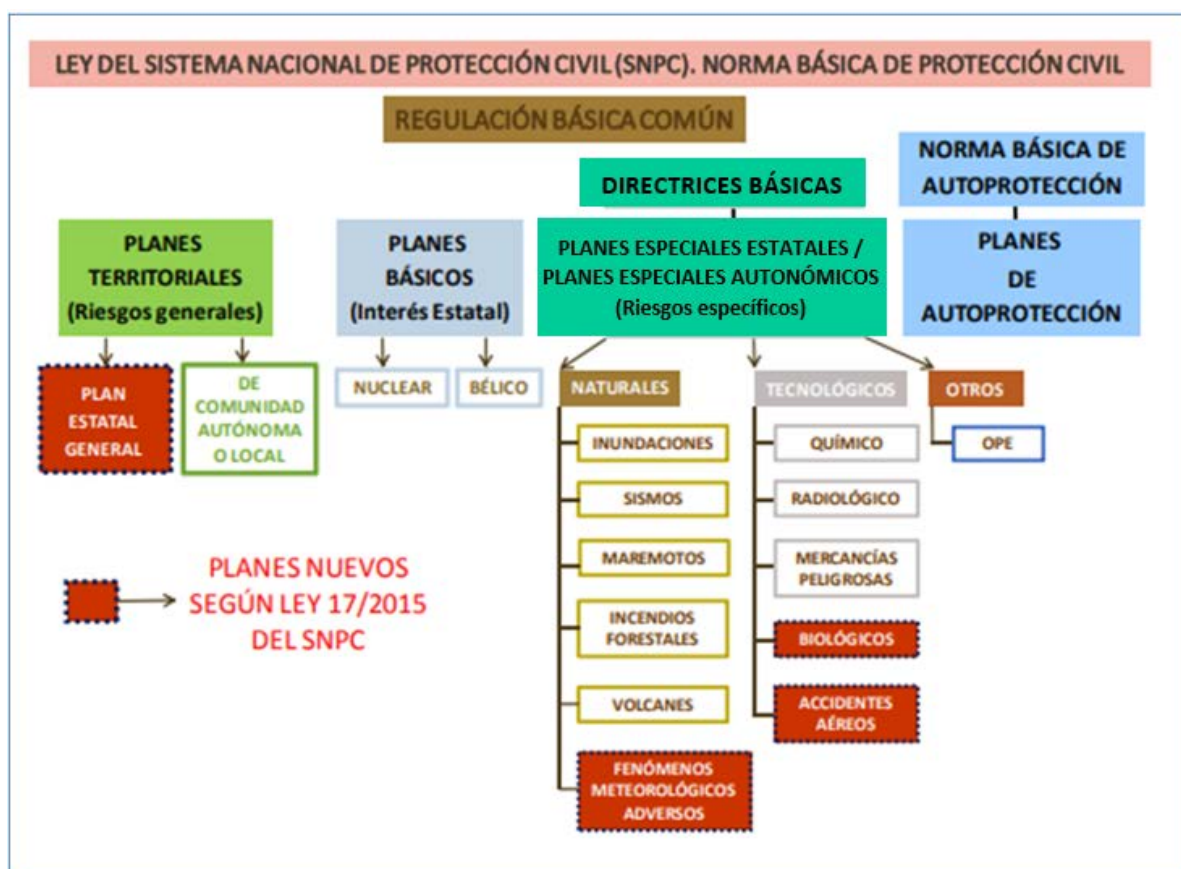 LEY DEL SISTEMA NACIONAL DE PROTECCIÓN CIVIL (SNPC). NORMA BÁSICA DE PROTECCIÓN CIVIL
REGULACIÓN BÁSICA COMÚN
NORMA BÁSICA DE
AUTOPROTECCIÓN
DIRECTRICES BÁSICAS
PLANES
TERRITORIALES
(Riesgos generales)
PLANES
BÁSICOS
(Interés Estatal)
PLANES ESPECIALES ESTATALES /
PLANES ESPECIALES AUTONÓMICOS
(Riesgos específicos)
PLANES
DE
AUTOPROTECCIÓN
PLAN
ESTATAL
GENERAL
DE
COMUNIDAD
AUTÓNOMA
O LOCAL
NUCLEAR
BÉLICO
NATURALES
TECNOLÓGICOS
OTROS
INUNDACIONES
SISMOS
MAREMOTOS
INCENDIOS
FORESTALES
VOLCANES
FENÓMENOS
METEOROLÓGICOS
ADVERSOS
QUÍMICO
RADIOLÓGICO
MERCANCÍAS
PELIGROSAS
BIOLÓGICOS
ACCIDENTES
AÉREOS
OPE
PLANES NUEVOS
SEGÚN LEY 17/2015
DEL SNPC